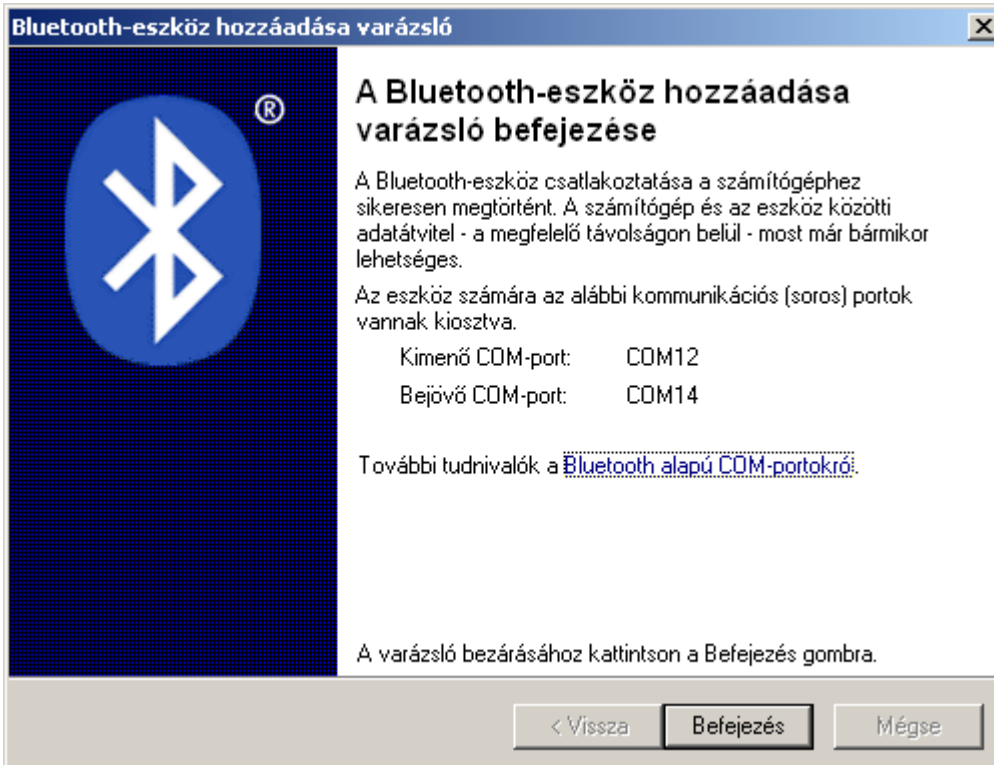 Bluetooth-eszköz hozzáadása varázsló
®
A Bluetooth-eszköz hozzáadása
varázsló befejezése
A Bluetooth-eszköz csatlakoztatása a számítógéphez
sikeresen megtörtént. A számítógép és az eszköz közötti
adatátvitel - a megfelelő távolságon belül - most már bármikor
lehetséges.
Az eszköz számára az alábbi kommunikációs (soros) portok
vannak kiosztva.
Kimenő COM-port: COM12
Bejövő COM-port: COM14
További tudnivalók a Bluetooth alapú COM-portokról.
A varázsló bezárásához kattintson a Befejezés gombra.
< Vissza Befejezés Mégse